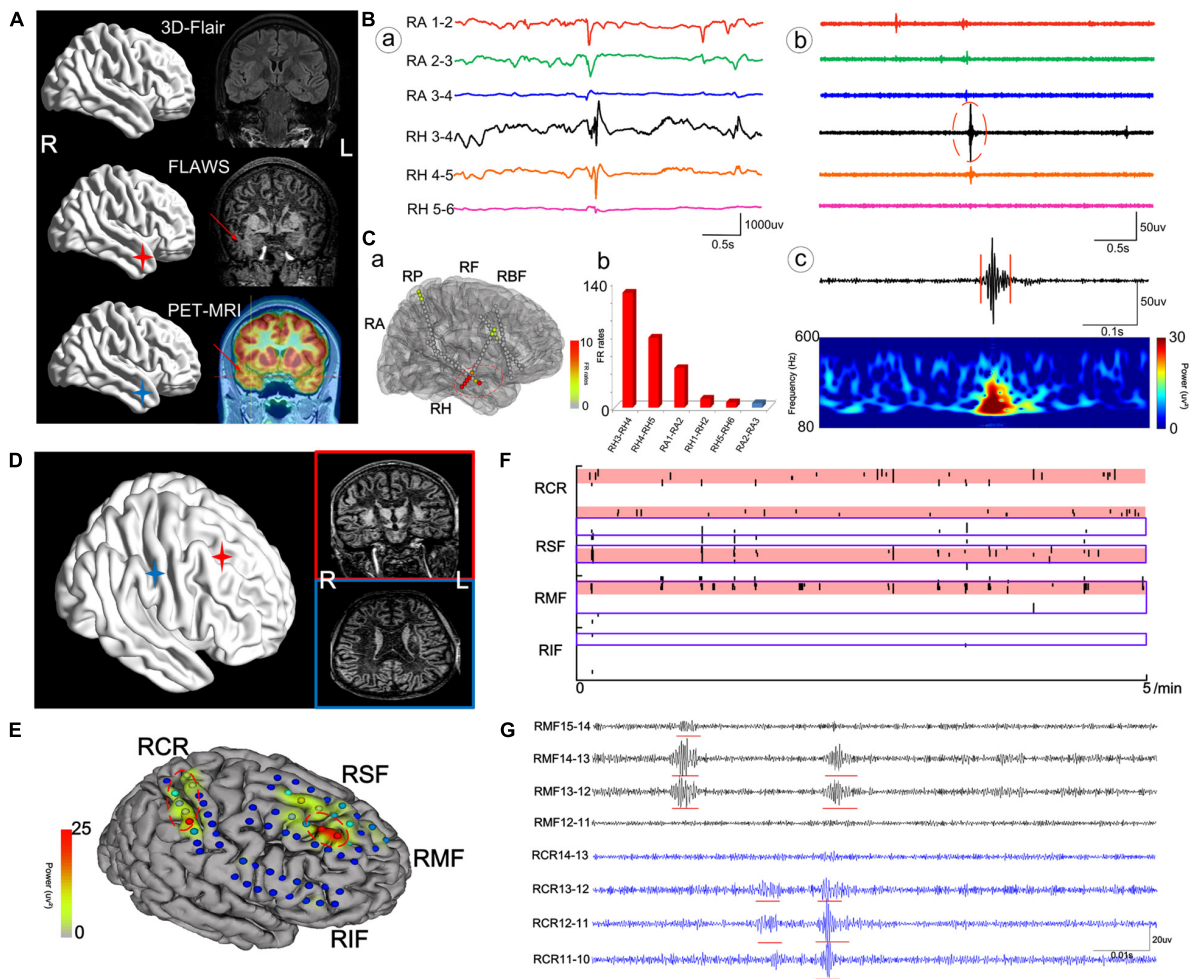 A
3D-Flair
R
L
FLAWS
PET-MRI
B
a
RA 1-2
RA 2-3
RA 3-4
RH 3-4
RH 4-5
RH 5-6
1000uv
0.5s
b
50uv
0.5s
c
50uv
0.1s
600
Frequency (Hz)
80
30
Power (uv²)
0
C
a
RP
RF
RBF
RA
RH
10
FR rates
0
b
140
FR rates
0
RH3-RH4
RH4-RH5
RA1-RA2
RH1-RH2
RH5-RH6
RA2-RA3
D
R
L
E
RCR
RSF
RMF
RIF
25
Power (uv²)
0
F
RCR
RSF
RMF
RIF
0
5 /min
G
RMF15-14
RMF14-13
RMF13-12
RMF12-11
RCR14-13
RCR13-12
RCR12-11
RCR11-10
20uv
0.01s